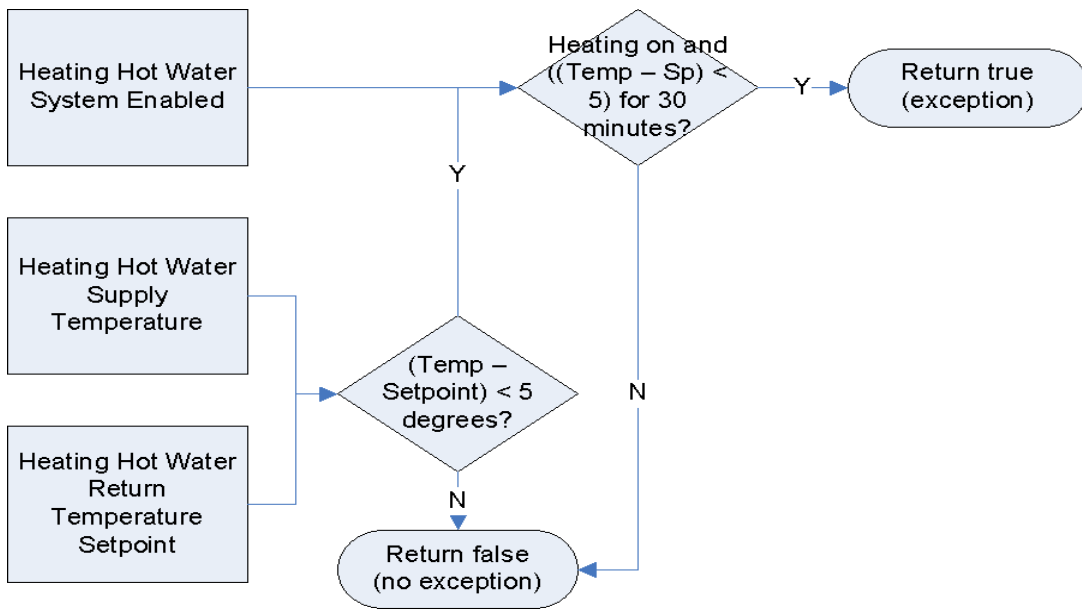 Heating Hot Water
System Enabled
Heating on and
((Temp – Sp) <
5) for 30
minutes?
Y
Return true
(exception)
Y
Heating Hot Water
Supply
Temperature
(Temp –
Setpoint) < 5
degrees?
N
Heating Hot Water
Return
Temperature
Setpoint
N
Return false
(no exception)